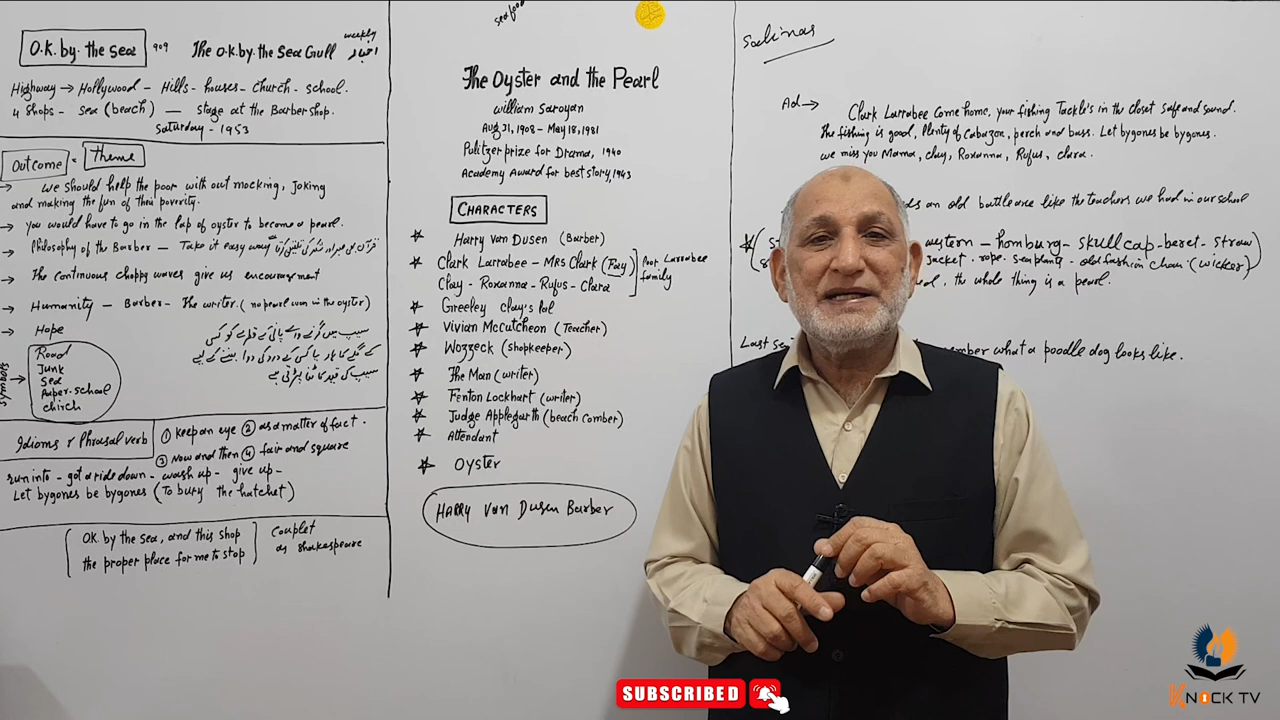 O.K. by. the sea 909 The O.k. by. the Sea Gull weekly اخبار
Highway → Hollywood – Hills – houses – church – school.
4 Shops – sea (beach) — stage at the Barber shop.
Saturday – 1953
Outcome = Theme
→ we should help the poor with out mocking, joking
and making the fun of their poverty.
→ you would have to go in the lap of oyster to become a pearl.
→ Philosophy of the Barber – Take it easy way
→ The continuous choppy waves give us encouragement
→ Humanity – Barber – The writer. (no pearl even in the oyster)
→ Hope
symbols →
Road
Junk
Sea
Paper. school
chirch
Idioms & Phrasal verb
① keep an eye ② as a matter of fact.
③ Now and then ④ fair and square
run into – got a ride down – wash up – give up –
Let bygones be bygones (To bury the hatchet)
O.K. by the sea, and this shop
the proper place for me to stop
couplet
as shakespeare
seafood
The Oyster and the Pearl
william Saroyan
Aug 31, 1908 – May 18, 1981
Pulitzer prize for Drama, 1940
Academy Award for best story, 1943
CHARACTERS
Harry van Dusen (Barber)
Clark Larrabee – MRS Clark (Fay)
Clay – Roxanna – Rufus – Clara
Poor Larrabee
family
Greeley clay's Pal
Vivian McCutcheon (Teacher)
Wozzeck (shopkeeper)
The Man (writer)
Fenton Lockhart (writer)
Judge Applegarth (beach comber)
Attendant
OYSTER
HARRY Van Dusen Barber
Salinas
Ad → Clark Larrabee come home, your fishing Tackle's in the closet safe and sound.
The fishing is good, Plenty of cabazon, perch and bass. Let bygones be bygones.
we miss you Mama, clay, Roxanna, Rufus, clara.
an old battleaxe like the teachers we had in our school
homburg – skull cap – beret – straw
Jacket – rope – sea plants – old fashion chair (wicker)
the whole thing is a pearl.
Last what a poodle dog looks like.
SUBSCRIBED
KNOCK TV